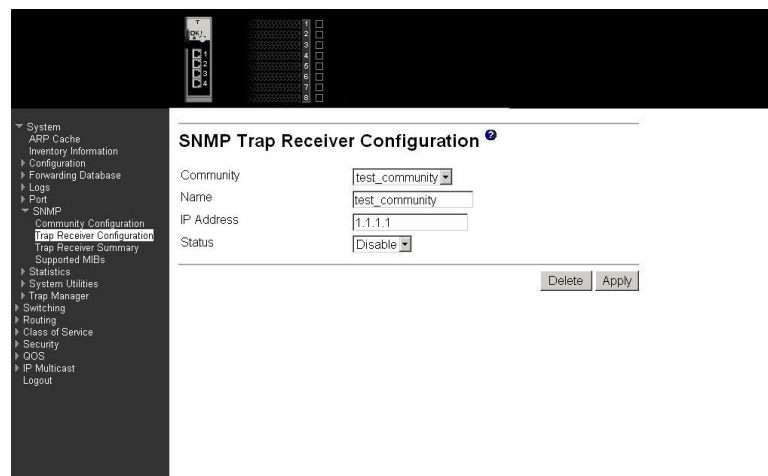 T
OK!
1
2
3
4
1
2
3
4
5
6
7
8
System
ARP Cache
Inventory Information
Configuration
Forwarding Database
Logs
Port
SNMP
Community Configuration
Trap Receiver Configuration
Trap Receiver Summary
Supported MIBs
Statistics
System Utilities
Trap Manager
Switching
Routing
Class of Service
Security
QOS
IP Multicast
Logout
SNMP Trap Receiver Configuration ?
Community test_community
Name test_community
IP Address 1.1.1.1
Status Disable
Delete Apply